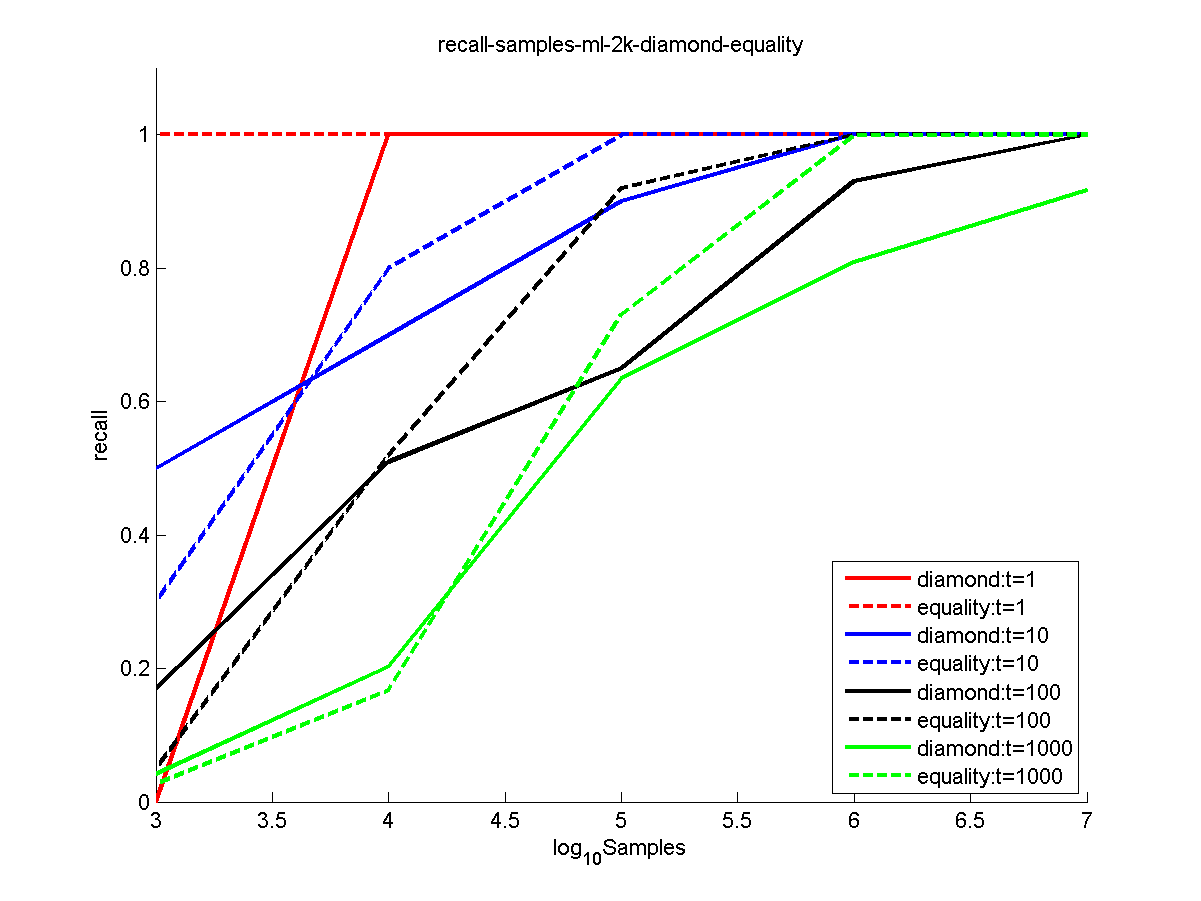 recall-samples-ml-2k-diamond-equality
1
0.8
0.6
0.4
0.2
0
recall
3 3.5 4 4.5 5 5.5 6 6.5 7
log10Samples
diamond:t=1
equality:t=1
diamond:t=10
equality:t=10
diamond:t=100
equality:t=100
diamond:t=1000
equality:t=1000